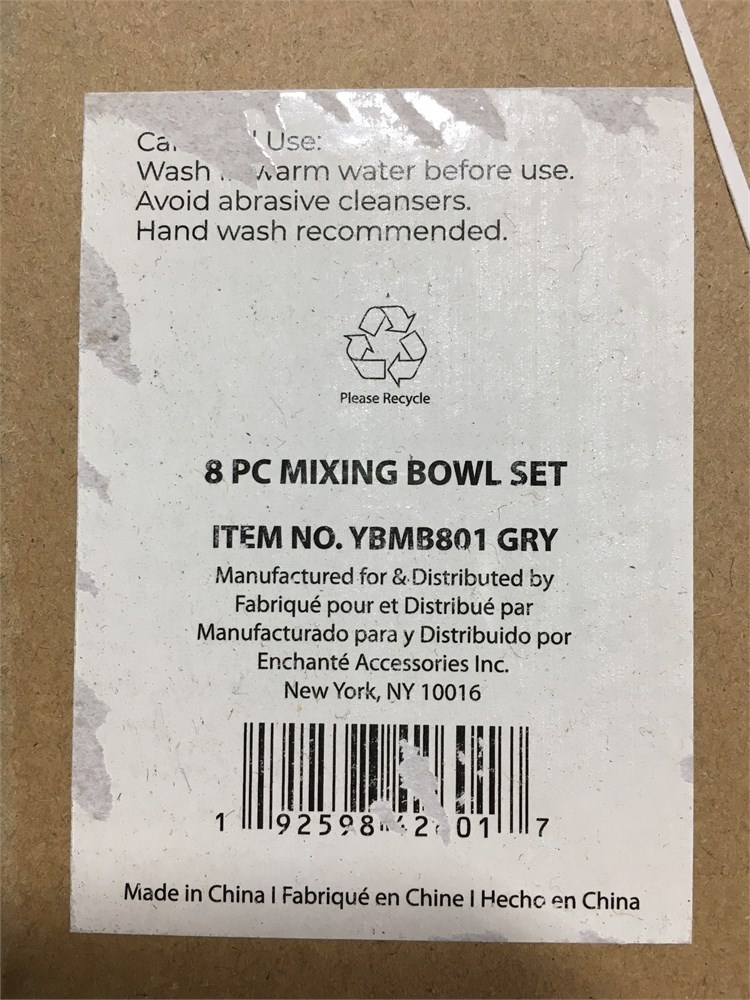 Use:
Wash warm water before use.
Avoid abrasive cleansers.
Hand wash recommended.
Please Recycle
8 PC MIXING BOWL SET
ITEM NO. YBMB801 GRY
Manufactured for & Distributed by
Fabriqué pour et Distribué par
Manufacturado para y Distribuido por
Enchanté Accessories Inc.
New York, NY 10016
1 92598 7
Made in China | Fabriqué en Chine | Hecho en China